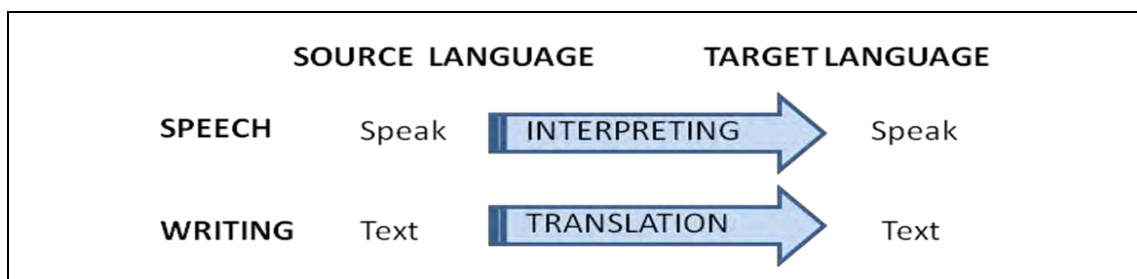 SOURCE LANGUAGE TARGET LANGUAGE
SPEECH Speak INTERPRETING Speak
WRITING Text TRANSLATION Text